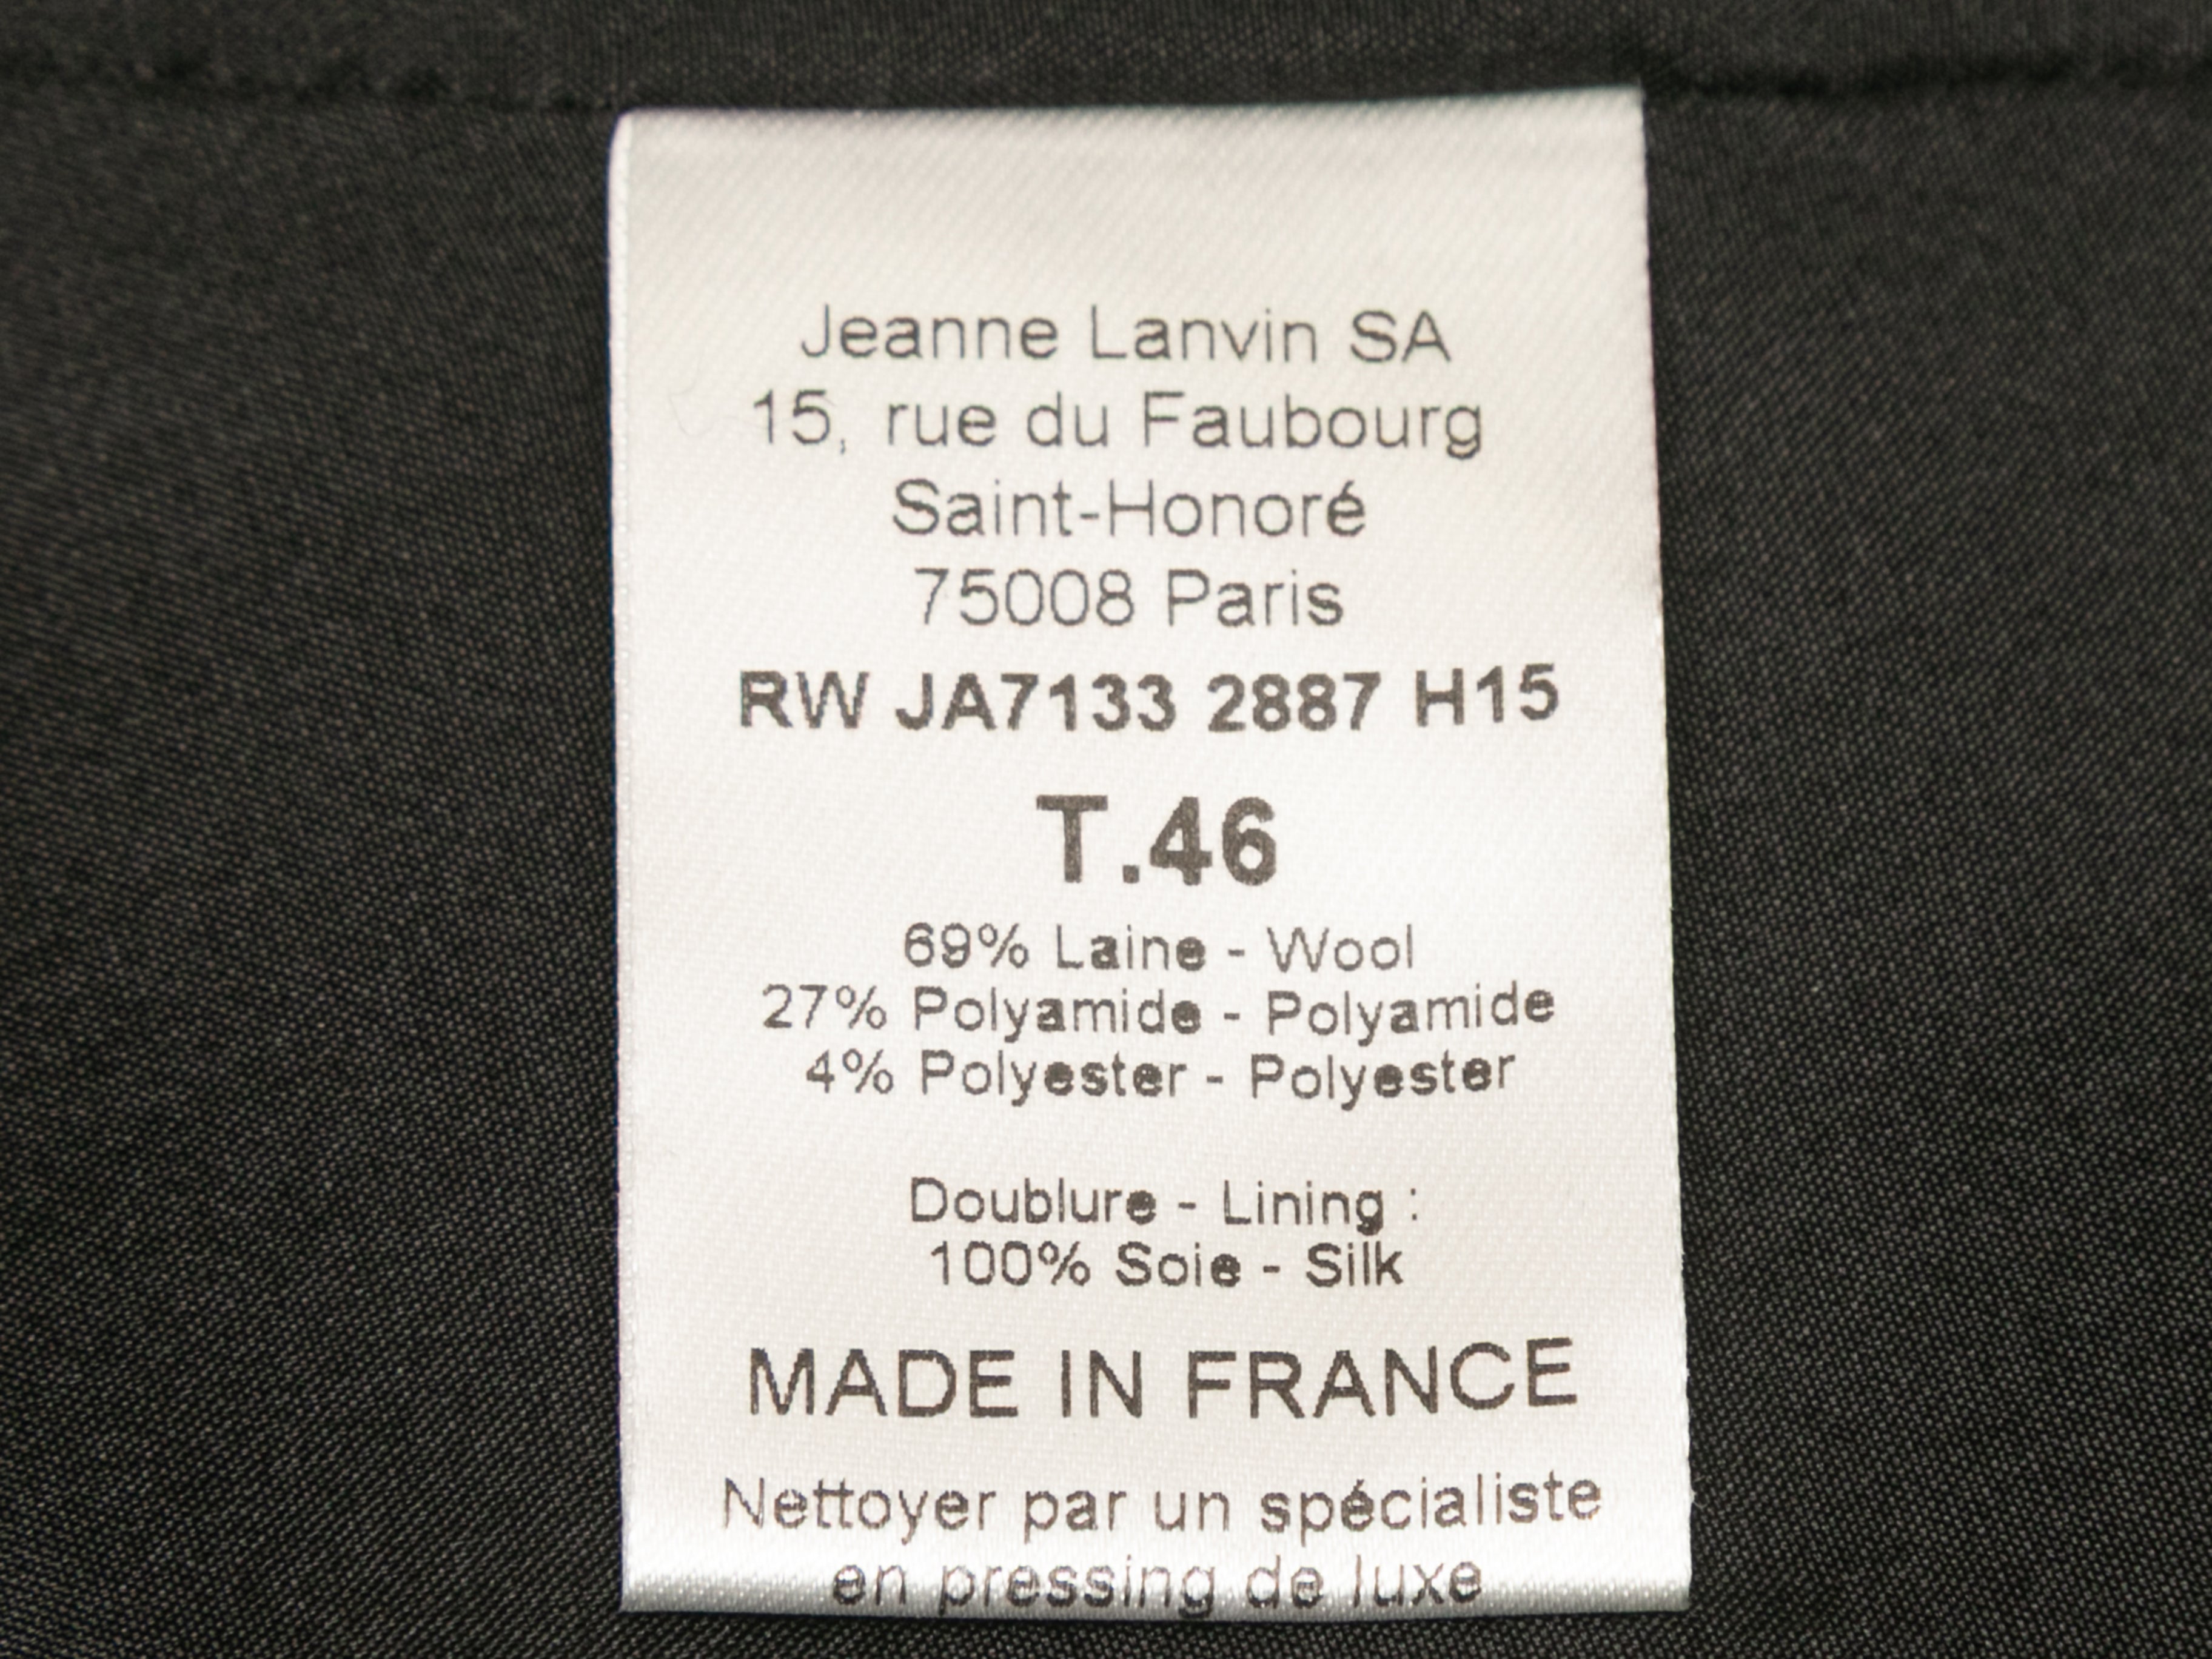 Jeanne Lanvin SA
15, rue du Faubourg
Saint-Honoré
75008 Paris
RW JA7133 2887 H15
T.46
69% Laine - Wool
27% Polyamide - Polyamide
4% Polyester - Polyester
Doublure - Lining :
100% Soie - Silk
MADE IN FRANCE
Nettoyer par un spécialiste
en pressing de luxe